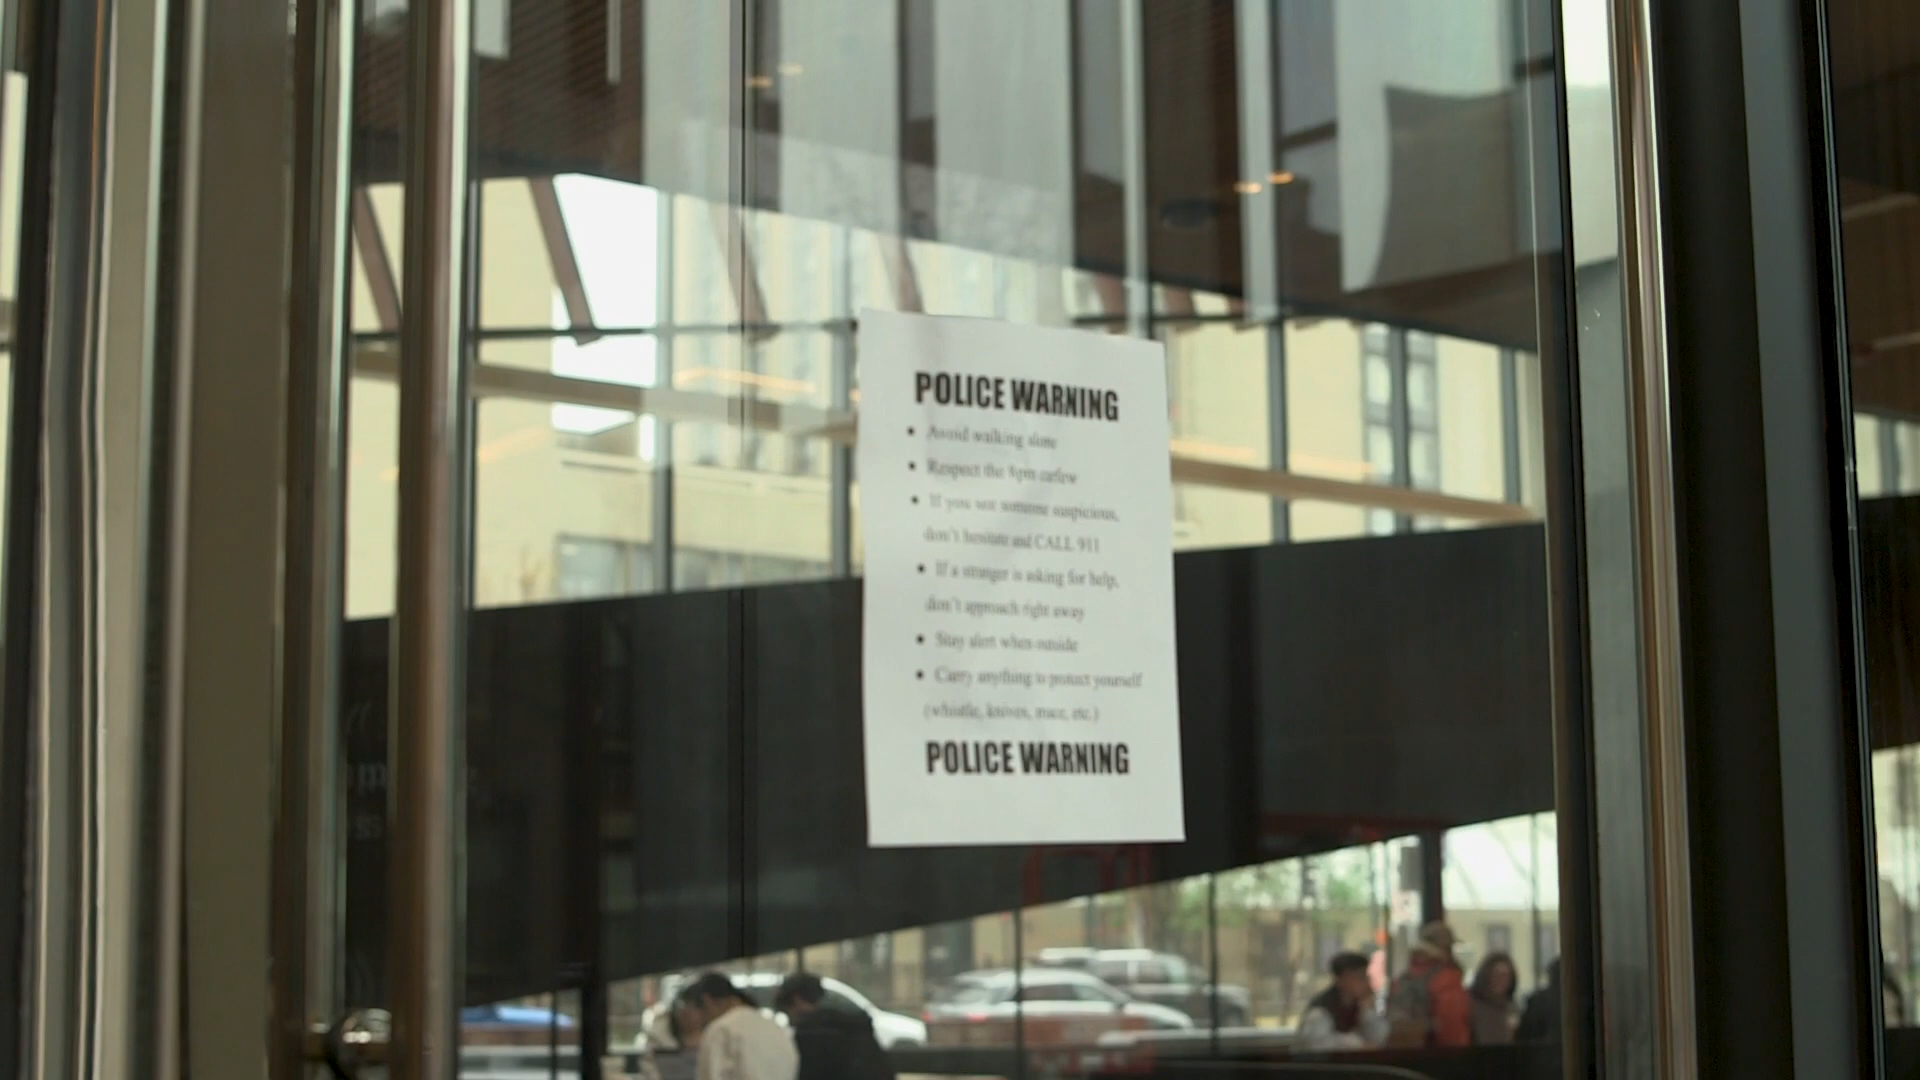 POLICE WARNING
• Avoid walking alone
• Respect the 9pm curfew
• If you see someone suspicious,
don't hesitate and CALL 911
• If a stranger is asking for help,
don't approach right away
• Stay alert when outside
• Carry anything to protect yourself
(whistle, knives, mace, etc.)
POLICE WARNING